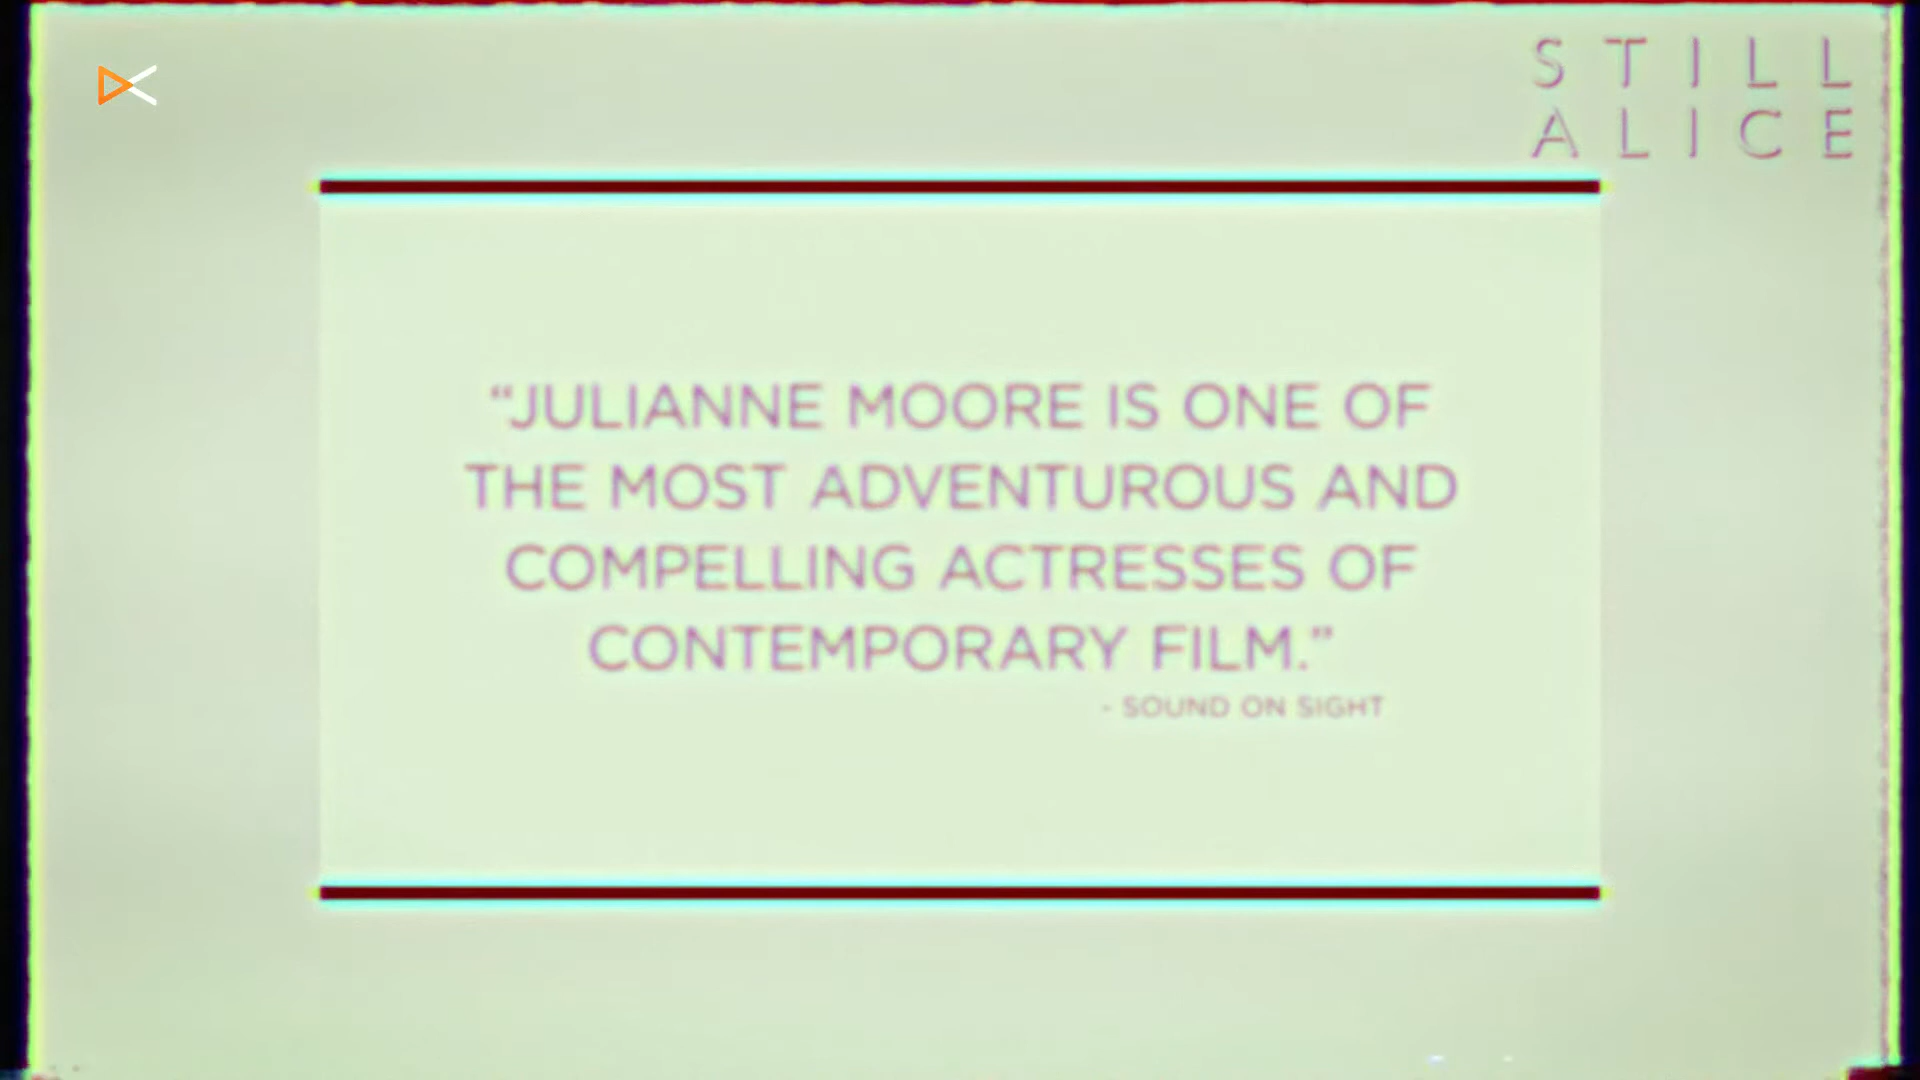 STILL
ALICE
“JULIANNE MOORE IS ONE OF
THE MOST ADVENTUROUS AND
COMPELLING ACTRESSES OF
CONTEMPORARY FILM.”
- SOUND ON SIGHT